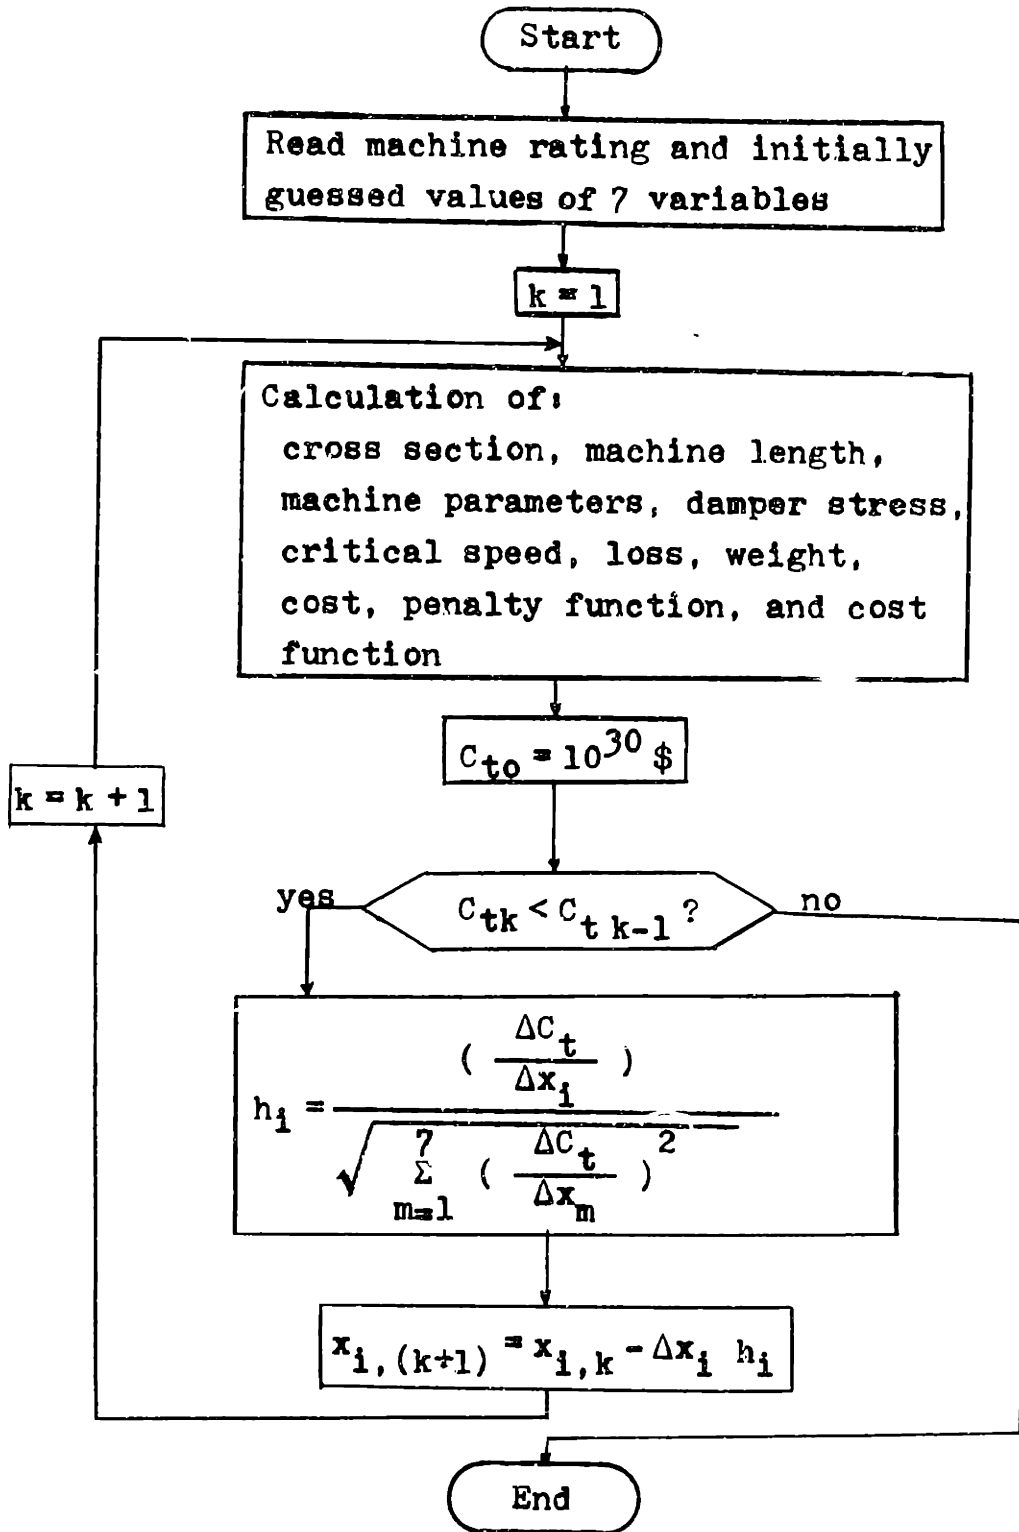 Start
Read machine rating and initially
guessed values of 7 variables
k = 1
Calculation of:
cross section, machine length,
machine parameters, damper stress,
critical speed, loss, weight,
cost, penalty function, and cost
function
C_to = 10^30 $
k = k + 1
yes
C_tk < C_t k-1 ?
no
h_i = ( ΔC_t / Δx_i ) / √ Σ_{m=1}^{7} ( ΔC_t / Δx_m )^2
x_i,(k+1) = x_i,k - Δx_i h_i
End